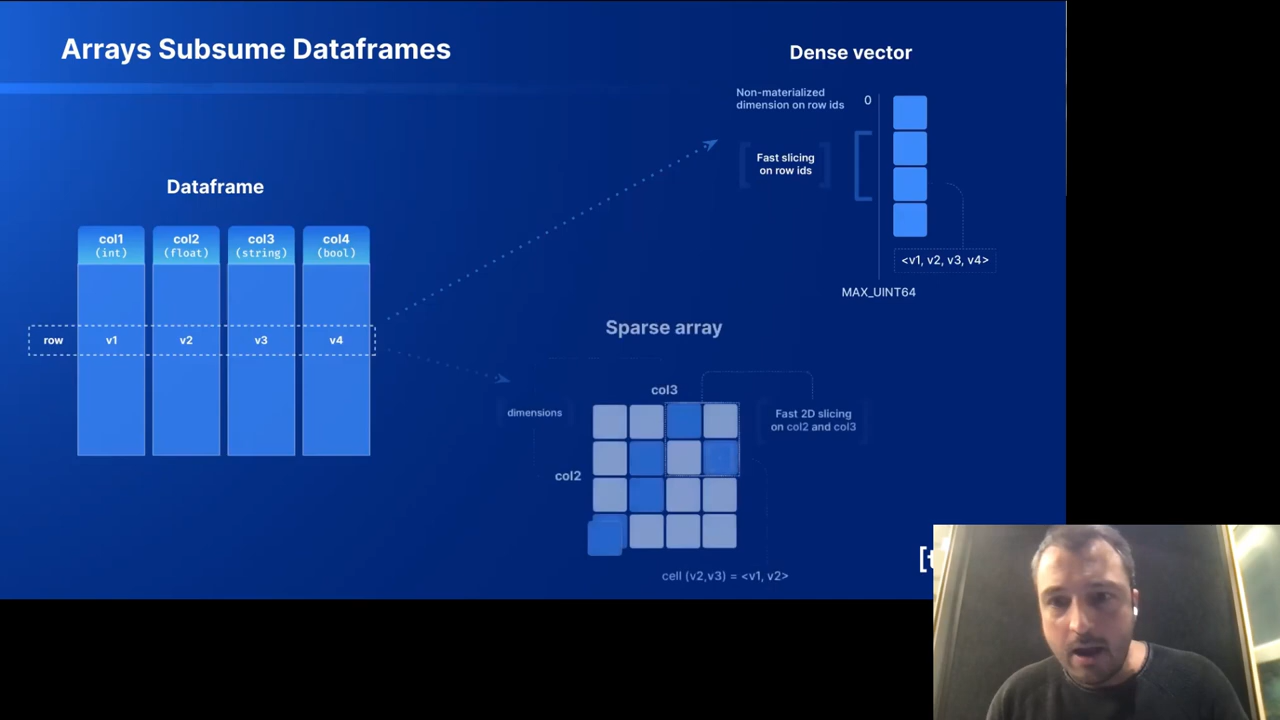 Arrays Subsume Dataframes
Dense vector
Non-materialized
dimension on row ids
0
Fast slicing
on row ids
<v1, v2, v3, v4>
MAX_UINT64
Dataframe
col1
(int)
col2
(float)
col3
(string)
col4
(bool)
row
v1
v2
v3
v4
Sparse array
col3
dimensions
Fast 2D slicing
on col2 and col3
col2
cell (v2,v3) = <v1, v2>
[t